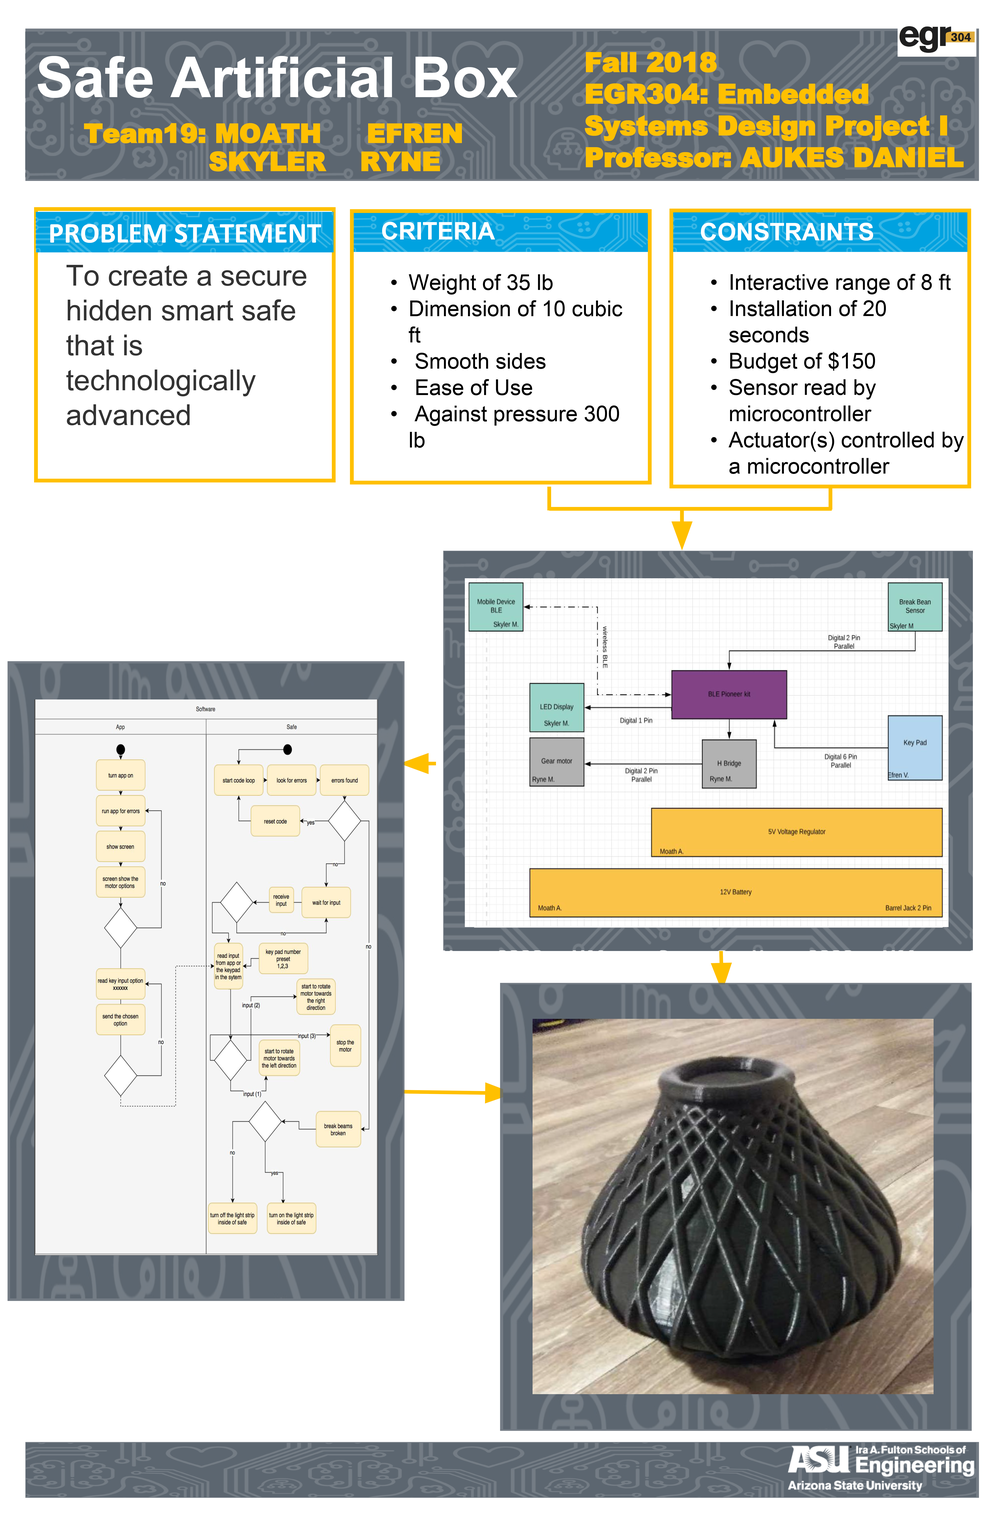 egr 304
Safe Artificial Box
Team19: MOATH EFREN
SKYLER RYNE
Fall 2018
EGR304: Embedded
Systems Design Project I
Professor: AUKES DANIEL
PROBLEM STATEMENT
To create a secure
hidden smart safe
that is
technologically
advanced
CRITERIA
• Weight of 35 lb
• Dimension of 10 cubic
ft
• Smooth sides
• Ease of Use
• Against pressure 300
lb
CONSTRAINTS
• Interactive range of 8 ft
• Installation of 20
seconds
• Budget of $150
• Sensor read by
microcontroller
• Actuator(s) controlled by
a microcontroller
Mobile Device
BLE
Skyler M.
wireless BLE
Break Bean
Sensor
Skyler M
Digital 2 Pin
Parallel
BLE Pioneer kit
LED Display
Skyler M.
Digital 1 Pin
Gear motor
Ryne M.
Digital 2 Pin
Parallel
H Bridge
Ryne M.
Digital 6 Pin
Parallel
Key Pad
Efren V.
5V Voltage Regulator
Moath A.
12V Battery
Moath A.
Barrel Jack 2 Pin
Software
App
Safe
turn app on
run app for errors
show screen
screen show the
motor options
no
read key input option
xxxxxx
send the chosen
option
no
start code loop
look for errors
errors found
reset code
yes
no
no
receive
input
wait for input
no
read input
from app or
the keypad
in the sytem
key pad number
preset
1,2,3
start to rotate
motor towards
the right
direction
input (2)
input (3)
stop the
motor
start to rotate
motor towards
the left direction
input (1)
break beams
broken
no
yes
turn off the light strip
inside of safe
turn on the light strip
inside of safe
ASU Ira A. Fulton Schools of
Engineering
Arizona State University